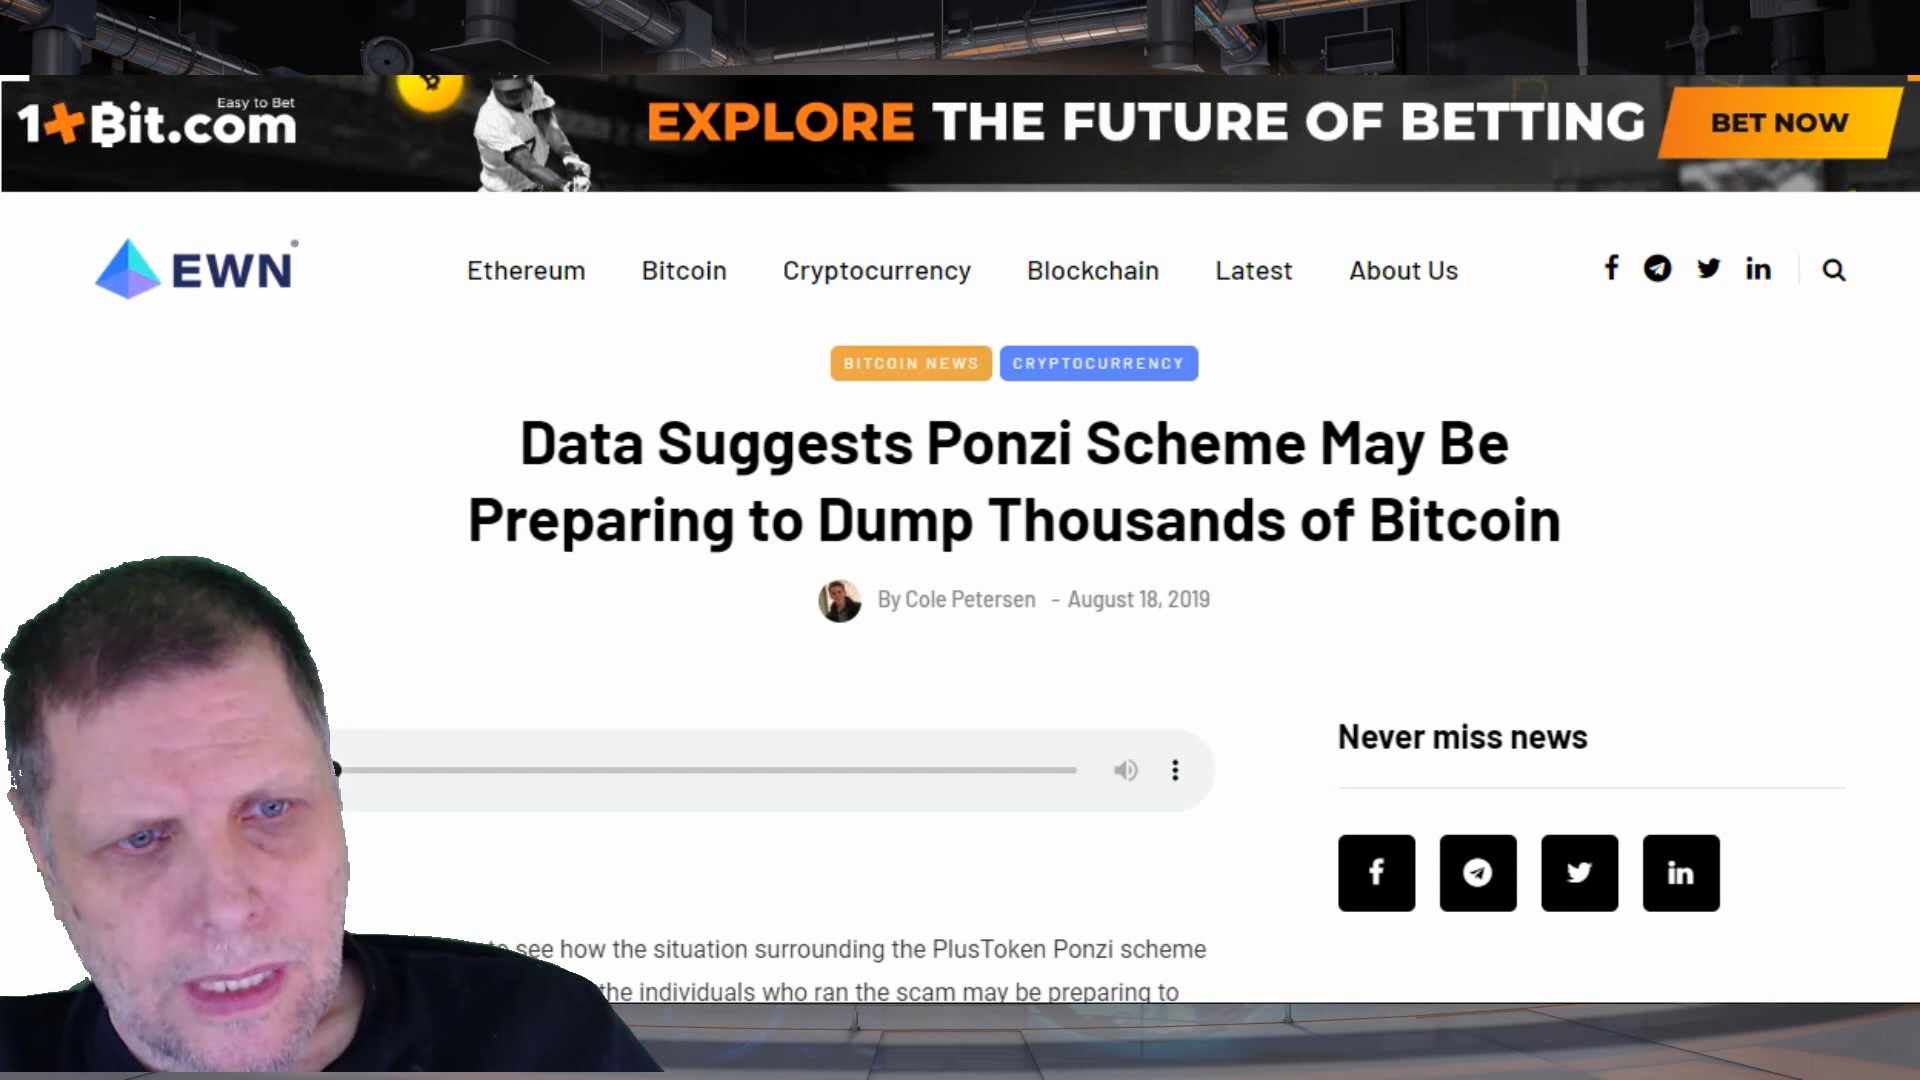 1+Bit.com
Easy to Bet
EXPLORE THE FUTURE OF BETTING
BET NOW
EWN
Ethereum Bitcoin Cryptocurrency Blockchain Latest About Us
BITCOIN NEWS CRYPTOCURRENCY
Data Suggests Ponzi Scheme May Be
Preparing to Dump Thousands of Bitcoin
By Cole Petersen - August 18, 2019
Never miss news
to see how the situation surrounding the PlusToken Ponzi scheme
the individuals who ran the scam may be preparing to